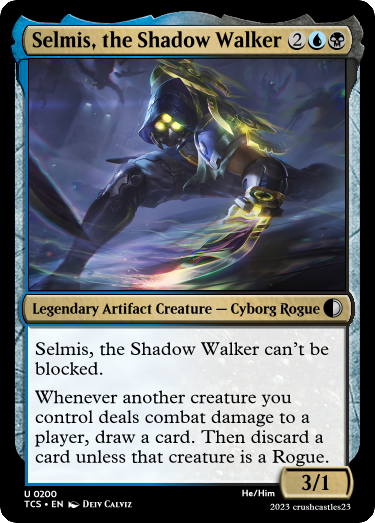 Selmis, the Shadow Walker 2
Legendary Artifact Creature — Cyborg Rogue
Selmis, the Shadow Walker can't be
blocked.
Whenever another creature you
control deals combat damage to a
player, draw a card. Then discard a
card unless that creature is a Rogue.
3/1
U 0200
He/Him
TCS • EN Deiv Calviz
2023 crushcastles23